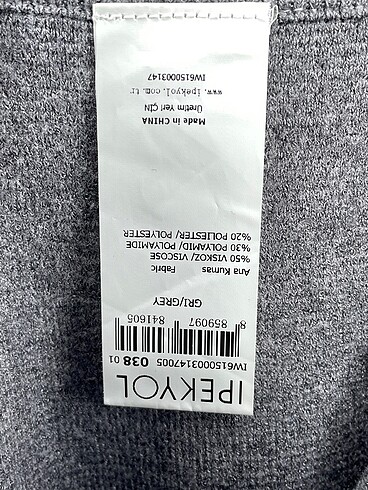 IPEKYOL
IW6150003147005 038 01
8 859097 841605
GRI/GREY
Ana Kumas Fabric
%50 VISKOZ/ VISCOSE
%30 POLYAMID/ POLYAMIDE
%20 POLIESTER/ POLYESTER
Made in CHINA
Üretim Yeri ÇİN
www. ipekyol. com. tr
IW6150003147